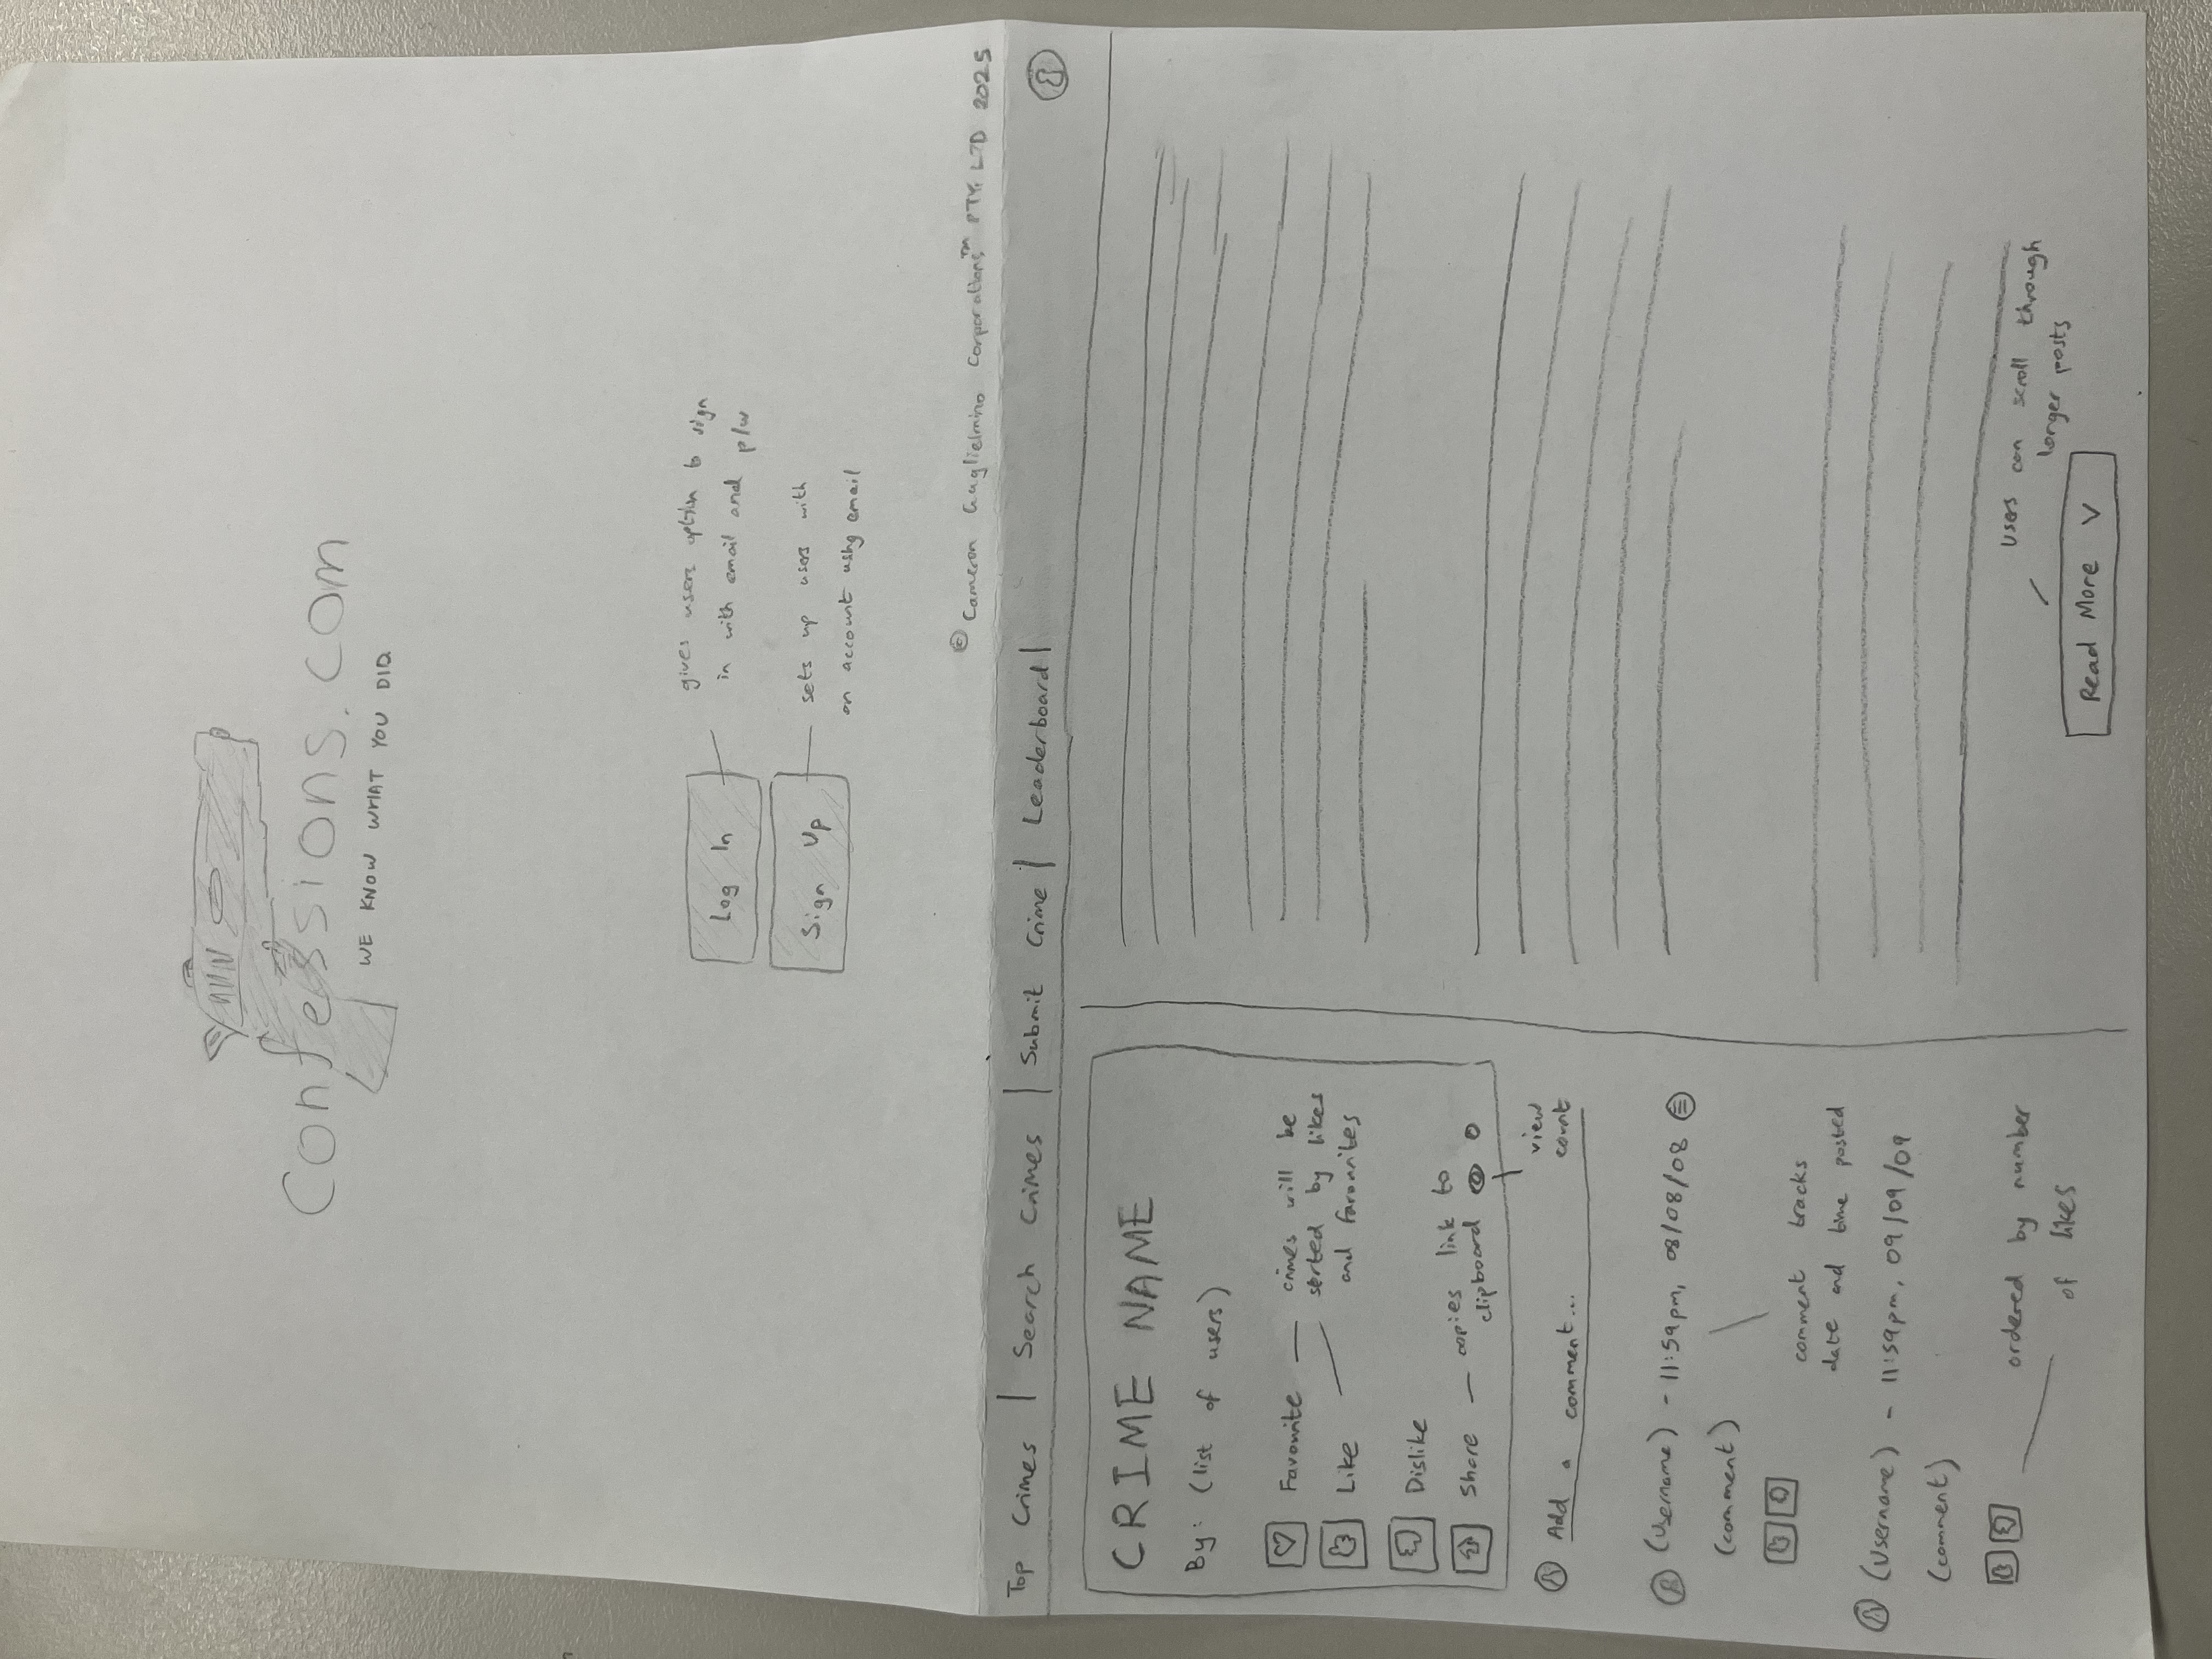 Confessions.com
WE KNOW WHAT YOU DID
Log In
gives users option to sign
in with email and p/w
Sign Up
sets up users with
an account using email
© Cameron Guglielmino Corporations™ PTY. LTD 2025
Top Crimes | Search Crimes | Submit Crime | Leaderboard |
CRIME NAME
By: (list of users)
Favourite
crimes will be
sorted by likes
and favourites
Like
Dislike
Share
copies link to
clipboard
view
count
Add a comment...
(Username) - 11:59pm, 08/08/08
(comment)
comment tracks
date and time posted
(Username) - 11:59pm, 09/09/09
(comment)
ordered by number
of likes
Users can scroll through
longer posts
Read More V